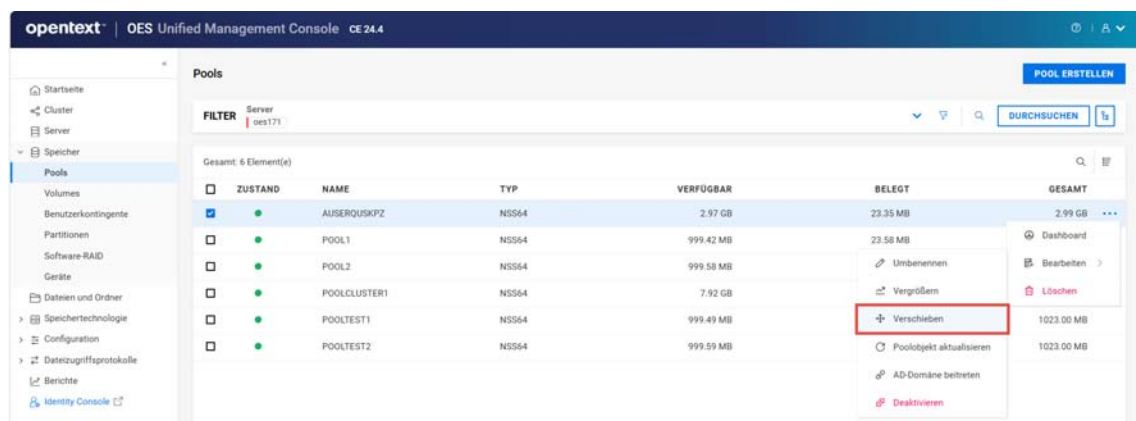 opentext™ | OES Unified Management Console CE 24.4
Startseite
Cluster
Server
Speicher
Pools
Volumes
Benutzerkontingente
Partitionen
Software-RAID
Geräte
Dateien und Ordner
Speichertechnologie
Configuration
Dateizugriffsprotokolle
Berichte
Identity Console
Pools
POOL ERSTELLEN
FILTER Server oes171
DURCHSUCHEN
Gesamt: 6 Element(e)
ZUSTAND NAME TYP VERFÜGBAR BELEGT GESAMT
AUSERQUSKPZ NSS64 2.97 GB 23.35 MB 2.99 GB
POOL1 NSS64 999.42 MB 23.58 MB
POOL2 NSS64 999.58 MB
POOLCLUSTER1 NSS64 7.92 GB
POOLTEST1 NSS64 999.49 MB 1023.00 MB
POOLTEST2 NSS64 999.59 MB 1023.00 MB
Dashboard
Bearbeiten
Löschen
Umbenennen
Vergrößern
Verschieben
Poolobjekt aktualisieren
AD-Domäne beitreten
Deaktivieren